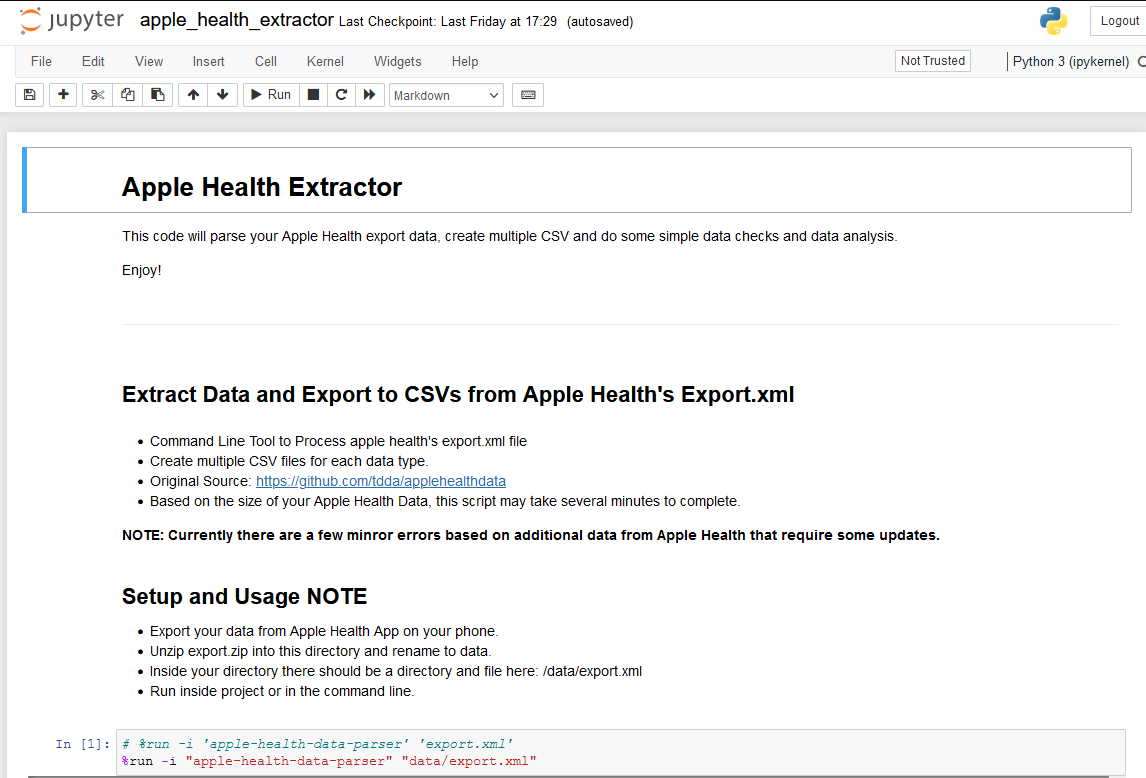 jupyter apple_health_extractor Last Checkpoint: Last Friday at 17:29 (autosaved) Logout
File Edit View Insert Cell Kernel Widgets Help Not Trusted Python 3 (ipykernel)
Run Markdown
Apple Health Extractor
This code will parse your Apple Health export data, create multiple CSV and do some simple data checks and data analysis.
Enjoy!
Extract Data and Export to CSVs from Apple Health's Export.xml
• Command Line Tool to Process apple health's export.xml file
• Create multiple CSV files for each data type.
• Original Source: https://github.com/tdda/applehealthdata
• Based on the size of your Apple Health Data, this script may take several minutes to complete.
NOTE: Currently there are a few minror errors based on additional data from Apple Health that require some updates.
Setup and Usage NOTE
• Export your data from Apple Health App on your phone.
• Unzip export.zip into this directory and rename to data.
• Inside your directory there should be a directory and file here: /data/export.xml
• Run inside project or in the command line.
In [1]: # %run -i 'apple-health-data-parser' 'export.xml'
%run -i "apple-health-data-parser" "data/export.xml"